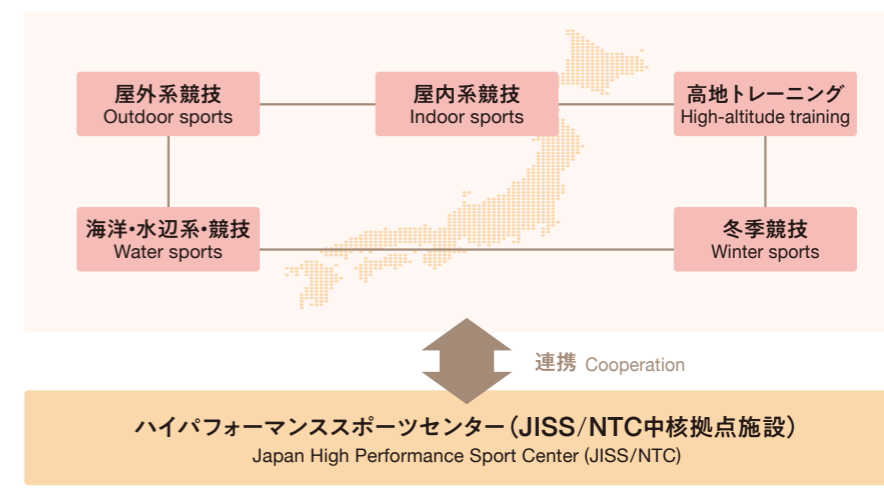 屋外系競技
Outdoor sports
屋内系競技
Indoor sports
高地トレーニング
High-altitude training
海洋・水辺系・競技
Water sports
冬季競技
Winter sports
連携 Cooperation
ハイパフォーマンススポーツセンター（JISS/NTC中核拠点施設）
Japan High Performance Sport Center (JISS/NTC)